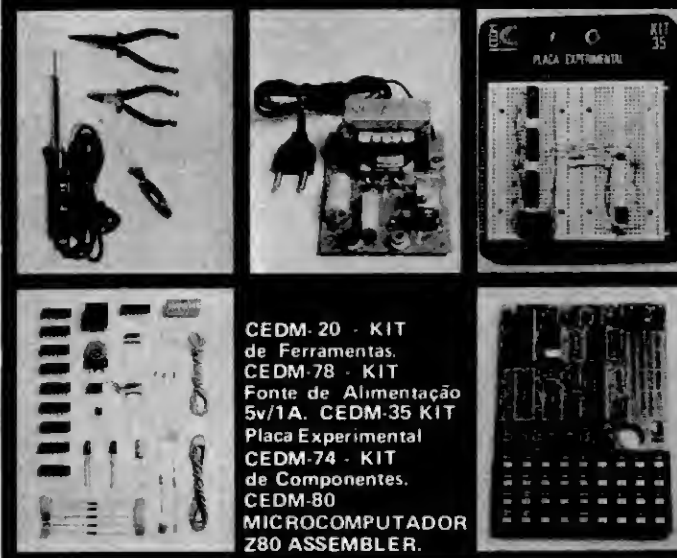 CEDM
KIT
35
PLACA EXPERIMENTAL
CEDM-20 - KIT
de Ferramentas.
CEDM-78 - KIT
Fonte de Alimentação
5v/1A. CEDM-35 KIT
Placa Experimental
CEDM-74 - KIT
de Componentes.
CEDM-80
MICROCOMPUTADOR
Z80 ASSEMBLER.